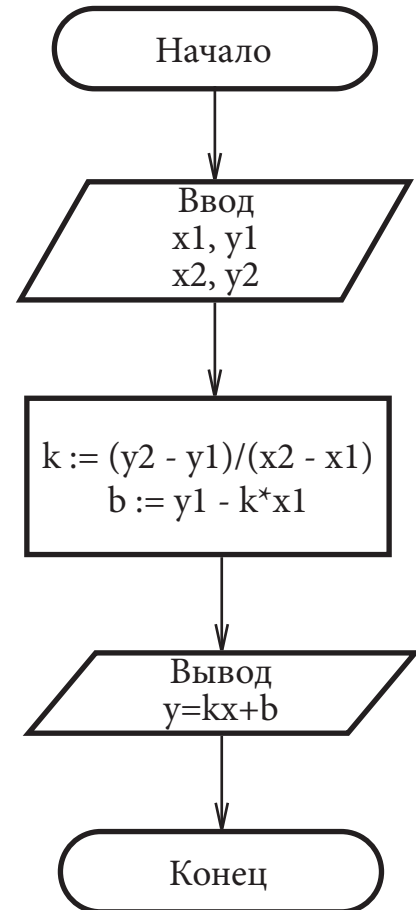 Начало
Ввод
x1, y1
x2, y2
k := (y2 - y1)/(x2 - x1)
b := y1 - k*x1
Вывод
y=kx+b
Конец